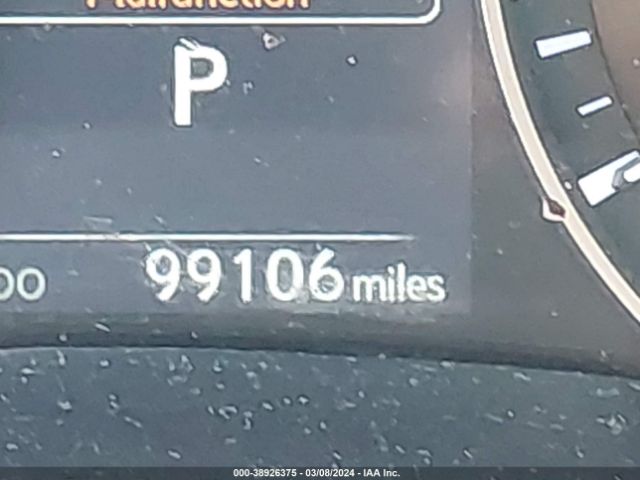 Malfunction
P
99106 miles
000-38926375 - 03/08/2024 - IAA Inc.